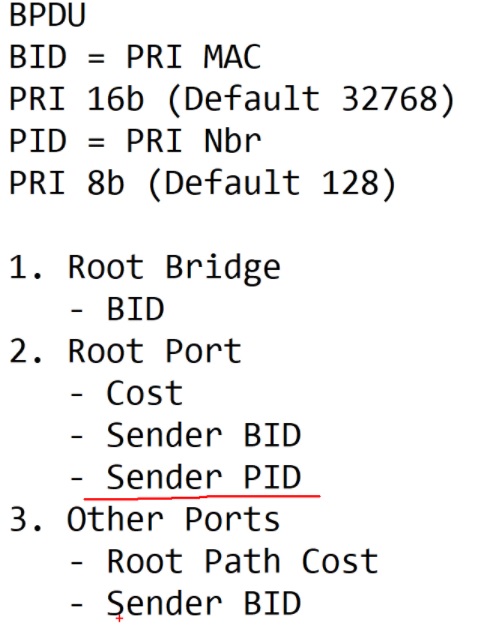 BPDU
BID = PRI MAC
PRI 16b (Default 32768)
PID = PRI Nbr
PRI 8b (Default 128)
1. Root Bridge
- BID
2. Root Port
- Cost
- Sender BID
- Sender PID
3. Other Ports
- Root Path Cost
- Sender BID